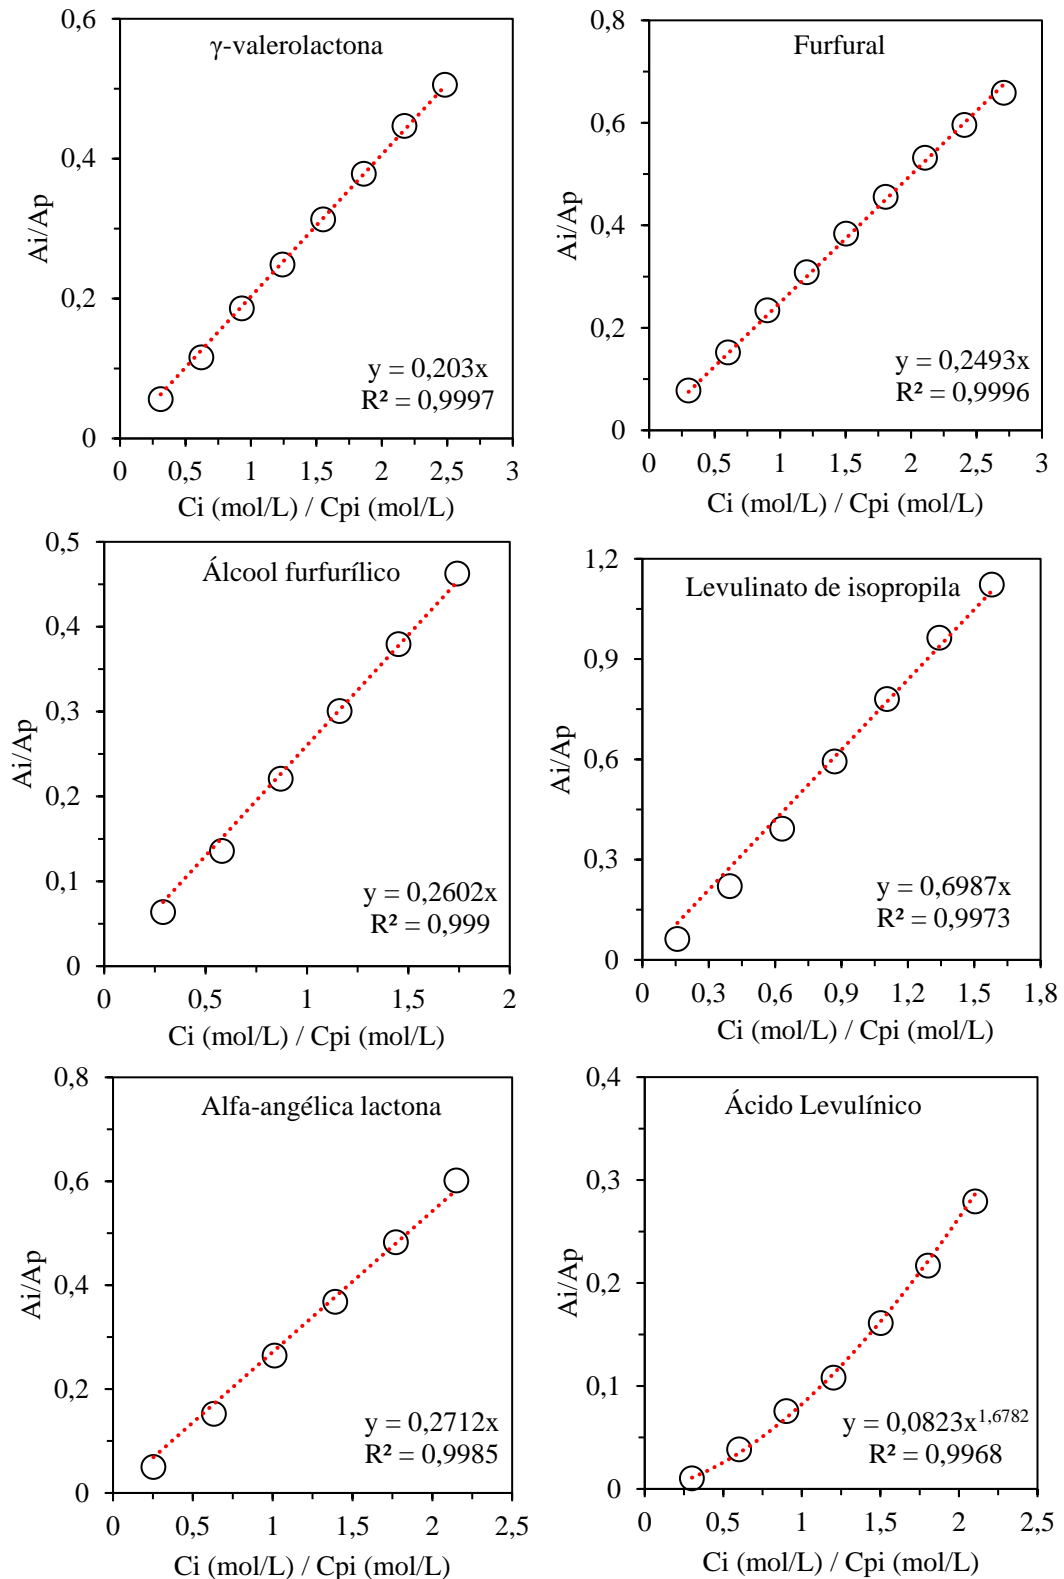 γ-valerolactona
0,6
0,4
0,2
0
Ai/Ap
y = 0,203x
R² = 0,9997
0 0,5 1 1,5 2 2,5 3
Ci (mol/L) / Cpi (mol/L)
Furfural
0,8
0,6
0,4
0,2
0
Ai/Ap
y = 0,2493x
R² = 0,9996
0 0,5 1 1,5 2 2,5 3
Ci (mol/L) / Cpi (mol/L)
Álcool furfurílico
0,5
0,4
0,3
0,2
0,1
0
Ai/Ap
y = 0,2602x
R² = 0,999
0 0,5 1 1,5 2
Ci (mol/L) / Cpi (mol/L)
Levulinato de isopropila
1,2
0,9
0,6
0,3
0
Ai/Ap
y = 0,6987x
R² = 0,9973
0 0,3 0,6 0,9 1,2 1,5 1,8
Ci (mol/L) / Cpi (mol/L)
Alfa-angélica lactona
0,8
0,6
0,4
0,2
0
Ai/Ap
y = 0,2712x
R² = 0,9985
0 0,5 1 1,5 2 2,5
Ci (mol/L) / Cpi (mol/L)
Ácido Levulínico
0,4
0,3
0,2
0,1
0
Ai/Ap
y = 0,0823x^1,6782
R² = 0,9968
0 0,5 1 1,5 2 2,5
Ci (mol/L) / Cpi (mol/L)